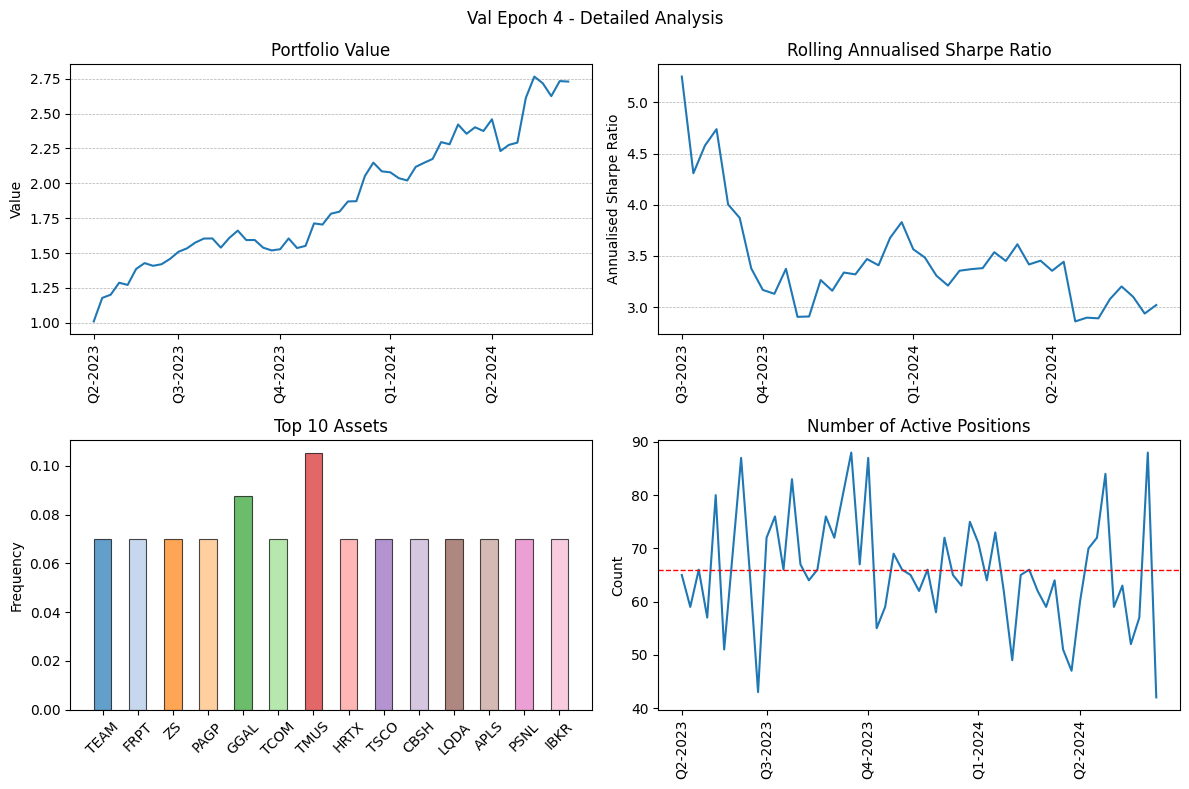 Val Epoch 4 - Detailed Analysis
Portfolio Value
Value
2.75
2.50
2.25
2.00
1.75
1.50
1.25
1.00
Q2-2023
Q3-2023
Q4-2023
Q1-2024
Q2-2024
Rolling Annualised Sharpe Ratio
Annualised Sharpe Ratio
5.0
4.5
4.0
3.5
3.0
Q3-2023
Q4-2023
Q1-2024
Q2-2024
Top 10 Assets
Frequency
0.10
0.08
0.06
0.04
0.02
0.00
TEAM
FRPT
ZS
PAGP
GGAL
TCOM
TMUS
HRTX
TSCO
CBSH
LQDA
APLS
PSNL
IBKR
Number of Active Positions
Count
90
80
70
60
50
40
Q2-2023
Q3-2023
Q4-2023
Q1-2024
Q2-2024